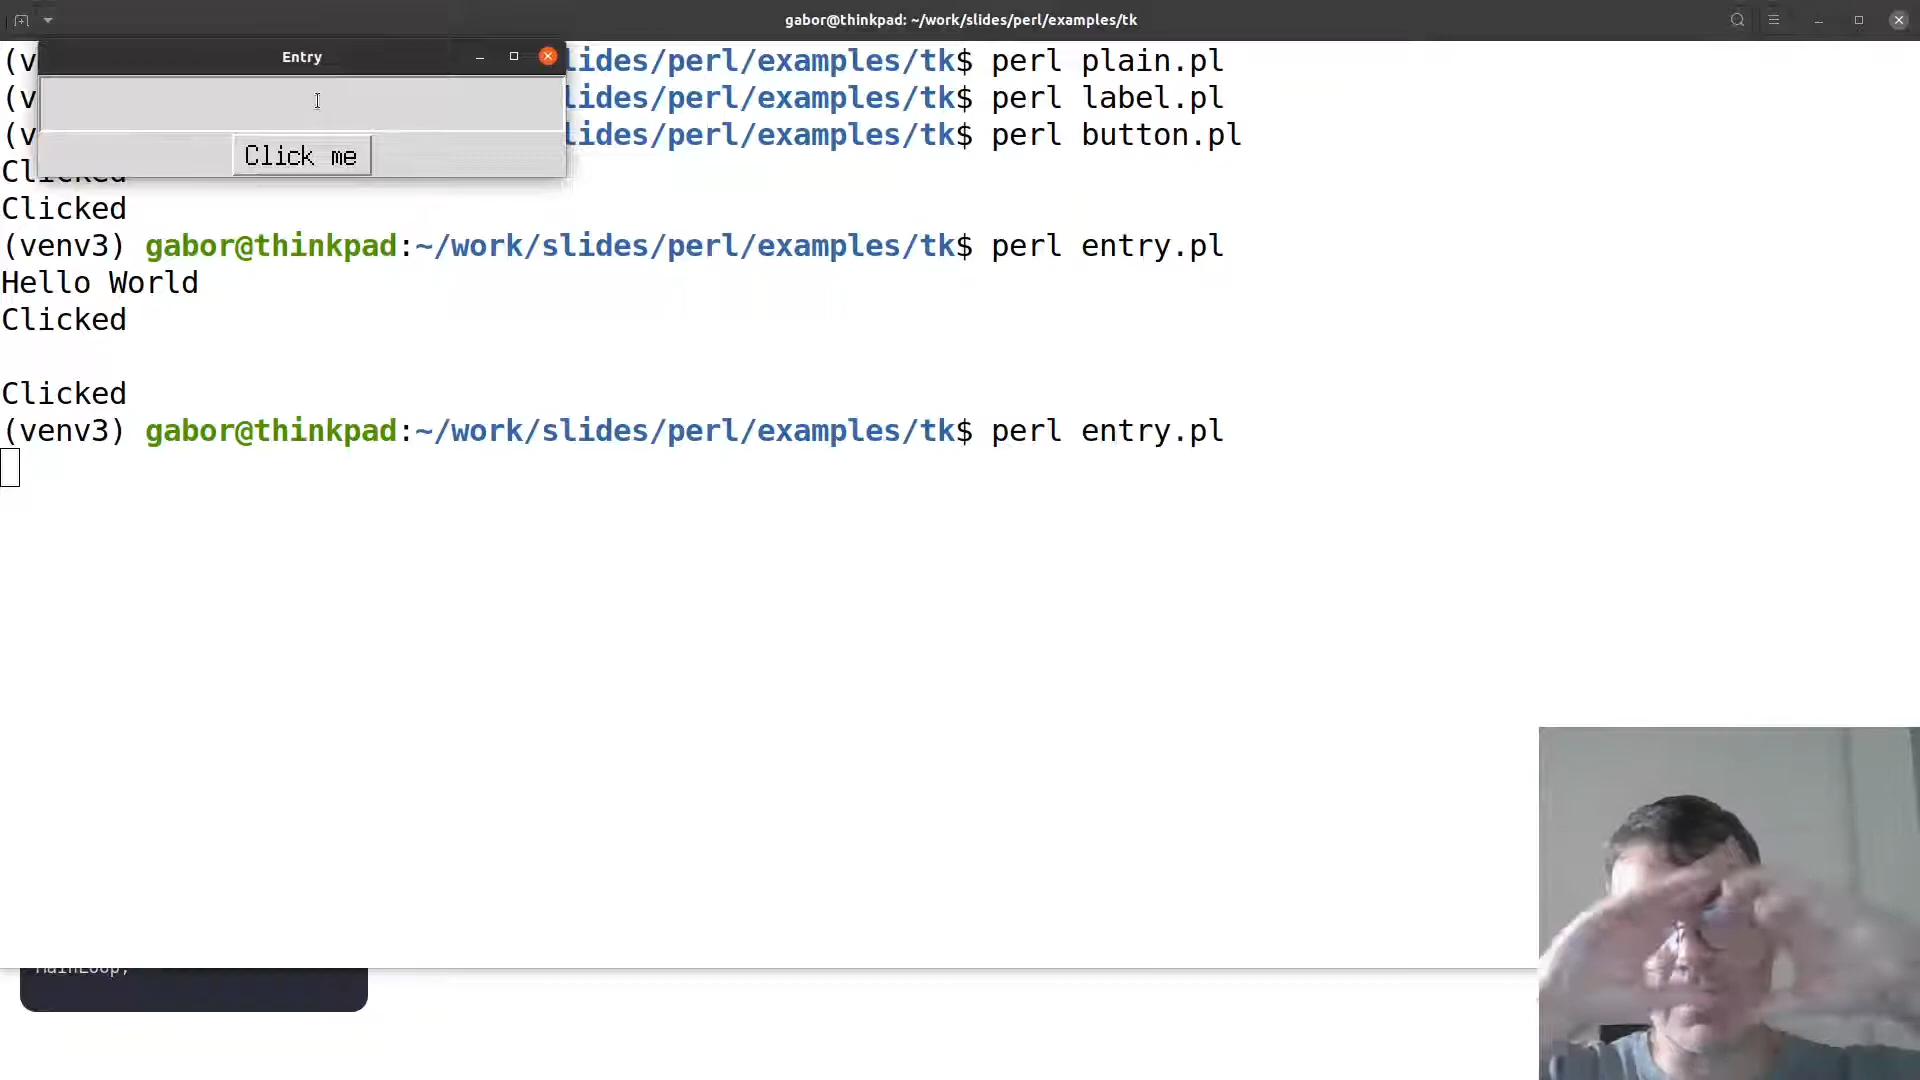 gabor@thinkpad: ~/work/slides/perl/examples/tk
Entry
Click me
(v lides/perl/examples/tk$ perl plain.pl
(v lides/perl/examples/tk$ perl label.pl
(v lides/perl/examples/tk$ perl button.pl
Clicked
Clicked
(venv3) gabor@thinkpad:~/work/slides/perl/examples/tk$ perl entry.pl
Hello World
Clicked
Clicked
(venv3) gabor@thinkpad:~/work/slides/perl/examples/tk$ perl entry.pl
MainLoop;